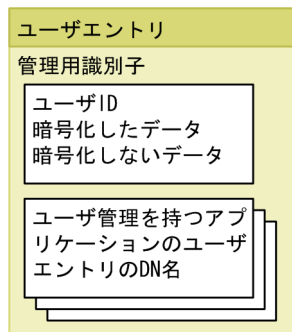 ユーザエントリ
管理用識別子
ユーザID
暗号化したデータ
暗号化しないデータ
ユーザ管理を持つアプ
リケーションのユーザ
エントリのDN名